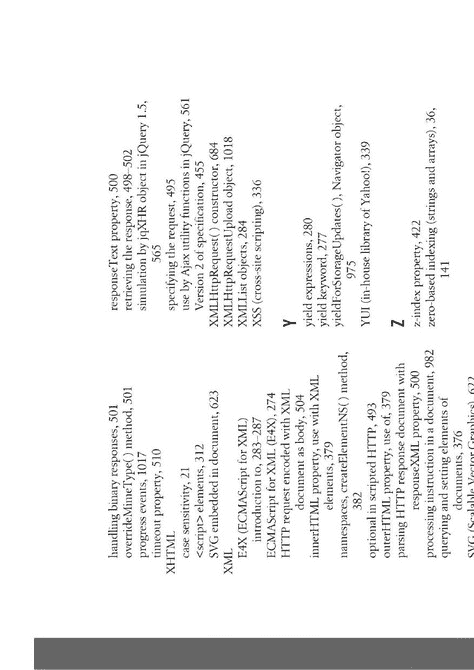 handling binary responses, 501
overrideMimeType( ) method, 501
progress events, 1017
timeout property, 510
XHTML
case sensitivity, 21
<script> elements, 312
SVG embedded in document, 623
XML
E4X (ECMAScript for XML)
introduction to, 283–287
ECMAScript for XML (E4X), 274
HTTP request encoded with XML
document as body, 504
innerHTML property, use with XML
elements, 379
namespaces, createElementNS( ) method,
382
optional in scripted HTTP, 493
outerHTML property, use of, 379
parsing HTTP response document with
responseXML property, 500
processing instruction in a document, 982
querying and setting elements of
documents, 376
SVG (Scalable Vector Graphics), 622
responseText property, 500
retrieving the response, 498–502
simulation by jqXHR object in jQuery 1.5,
565
specifying the request, 495
use by Ajax utility functions in jQuery, 561
Version 2 of specification, 455
XMLHttpRequest( ) constructor, 684
XMLHttpRequestUpload object, 1018
XMLList objects, 284
XSS (cross-site scripting), 336
Y
yield expressions, 280
yield keyword, 277
yieldForStorageUpdates( ), Navigator object,
975
YUI (in-house library of Yahoo!), 339
Z
z-index property, 422
zero-based indexing (strings and arrays), 36,
141